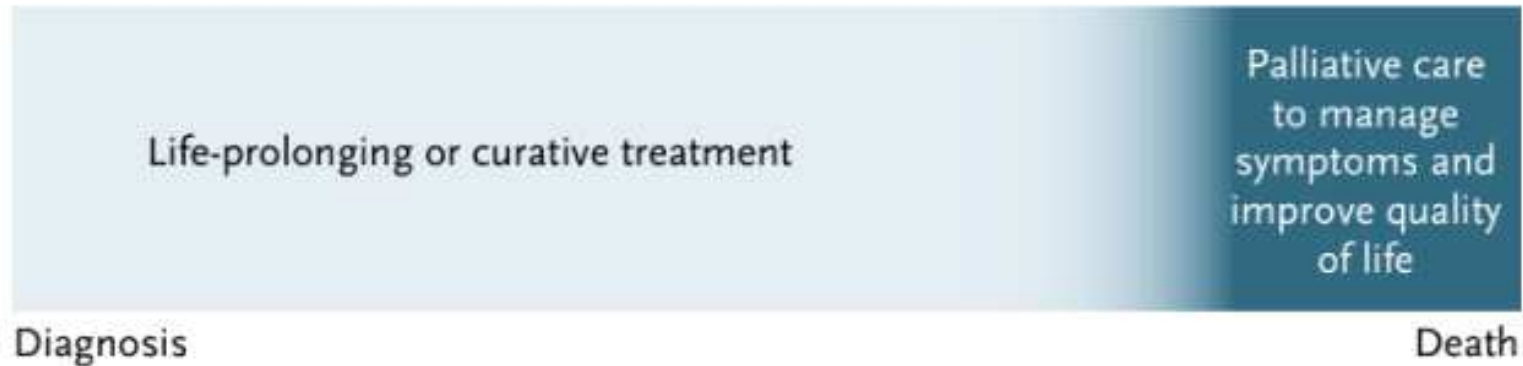 Life-prolonging or curative treatment
Palliative care
to manage
symptoms and
improve quality
of life
Diagnosis
Death